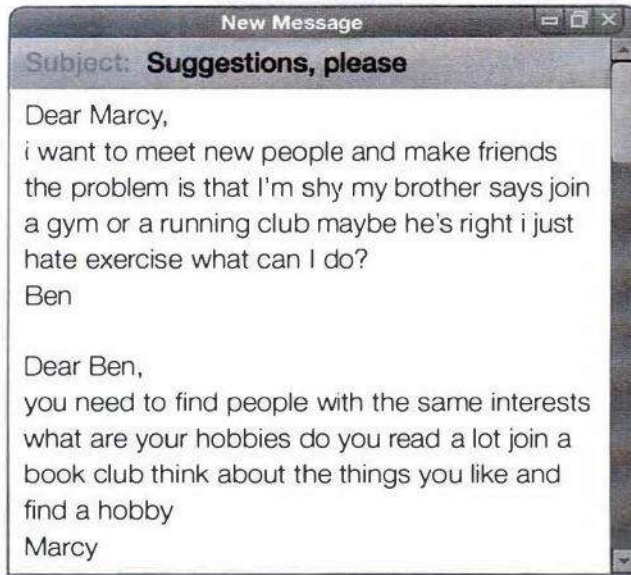 New Message
Subject: Suggestions, please
Dear Marcy,
i want to meet new people and make friends
the problem is that I'm shy my brother says join
a gym or a running club maybe he's right i just
hate exercise what can I do?
Ben
Dear Ben,
you need to find people with the same interests
what are your hobbies do you read a lot join a
book club think about the things you like and
find a hobby
Marcy